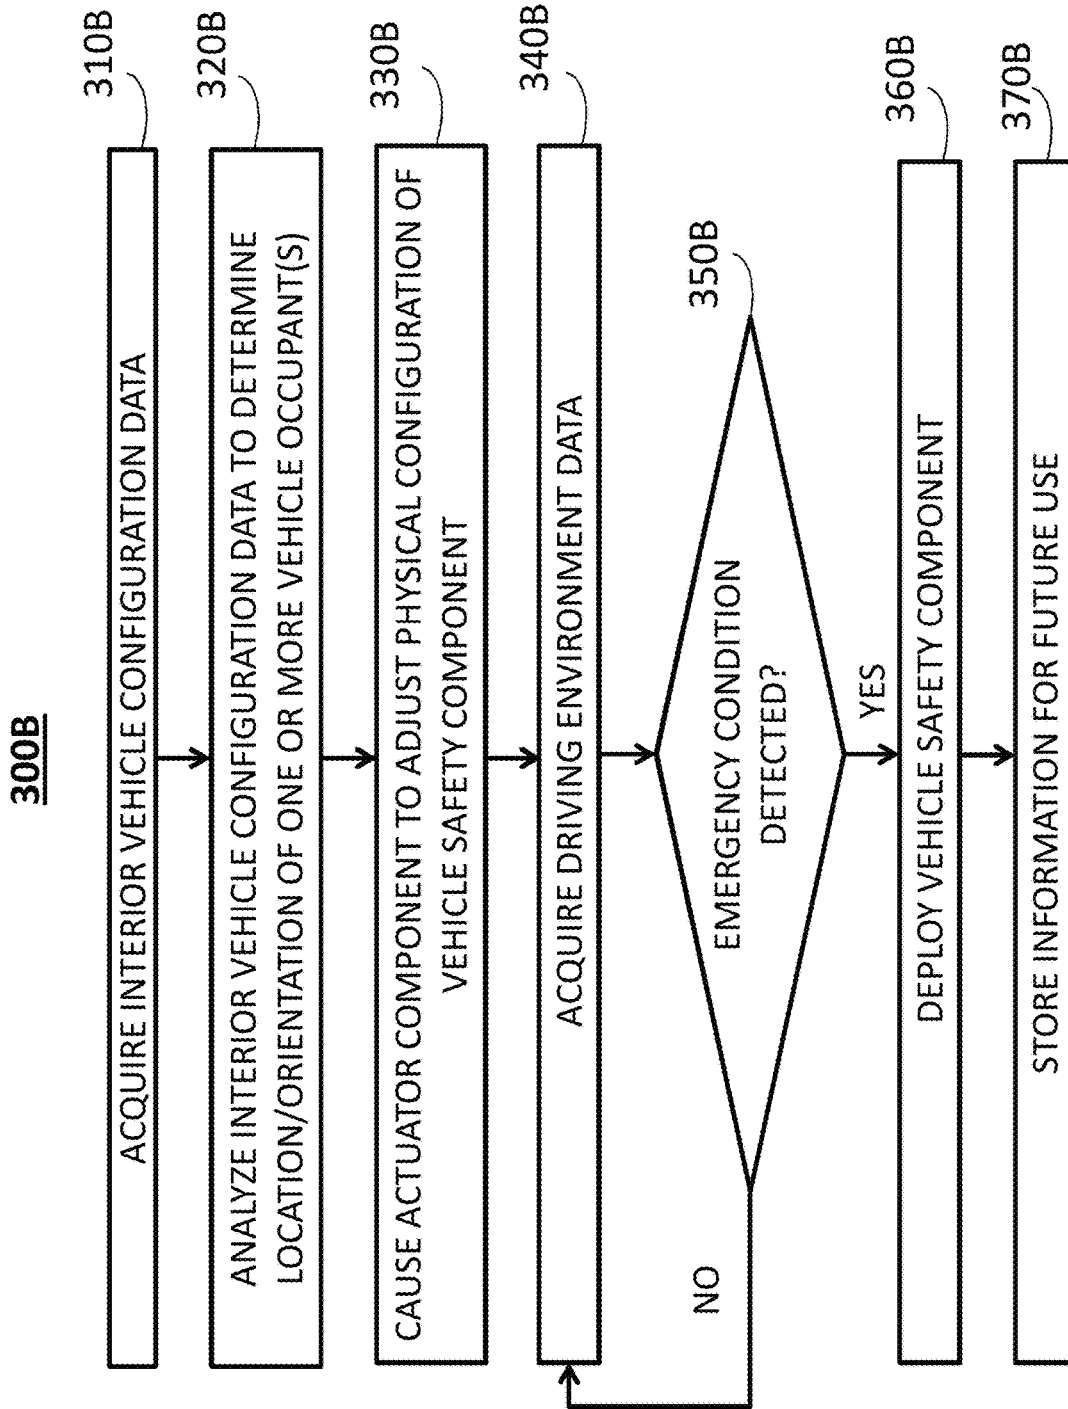 300B
310B
ACQUIRE INTERIOR VEHICLE CONFIGURATION DATA
320B
ANALYZE INTERIOR VEHICLE CONFIGURATION DATA TO DETERMINE
LOCATION/ORIENTATION OF ONE OR MORE VEHICLE OCCUPANT(S)
330B
CAUSE ACTUATOR COMPONENT TO ADJUST PHYSICAL CONFIGURATION OF
VEHICLE SAFETY COMPONENT
340B
ACQUIRE DRIVING ENVIRONMENT DATA
350B
EMERGENCY CONDITION
DETECTED?
NO
YES
360B
DEPLOY VEHICLE SAFETY COMPONENT
370B
STORE INFORMATION FOR FUTURE USE